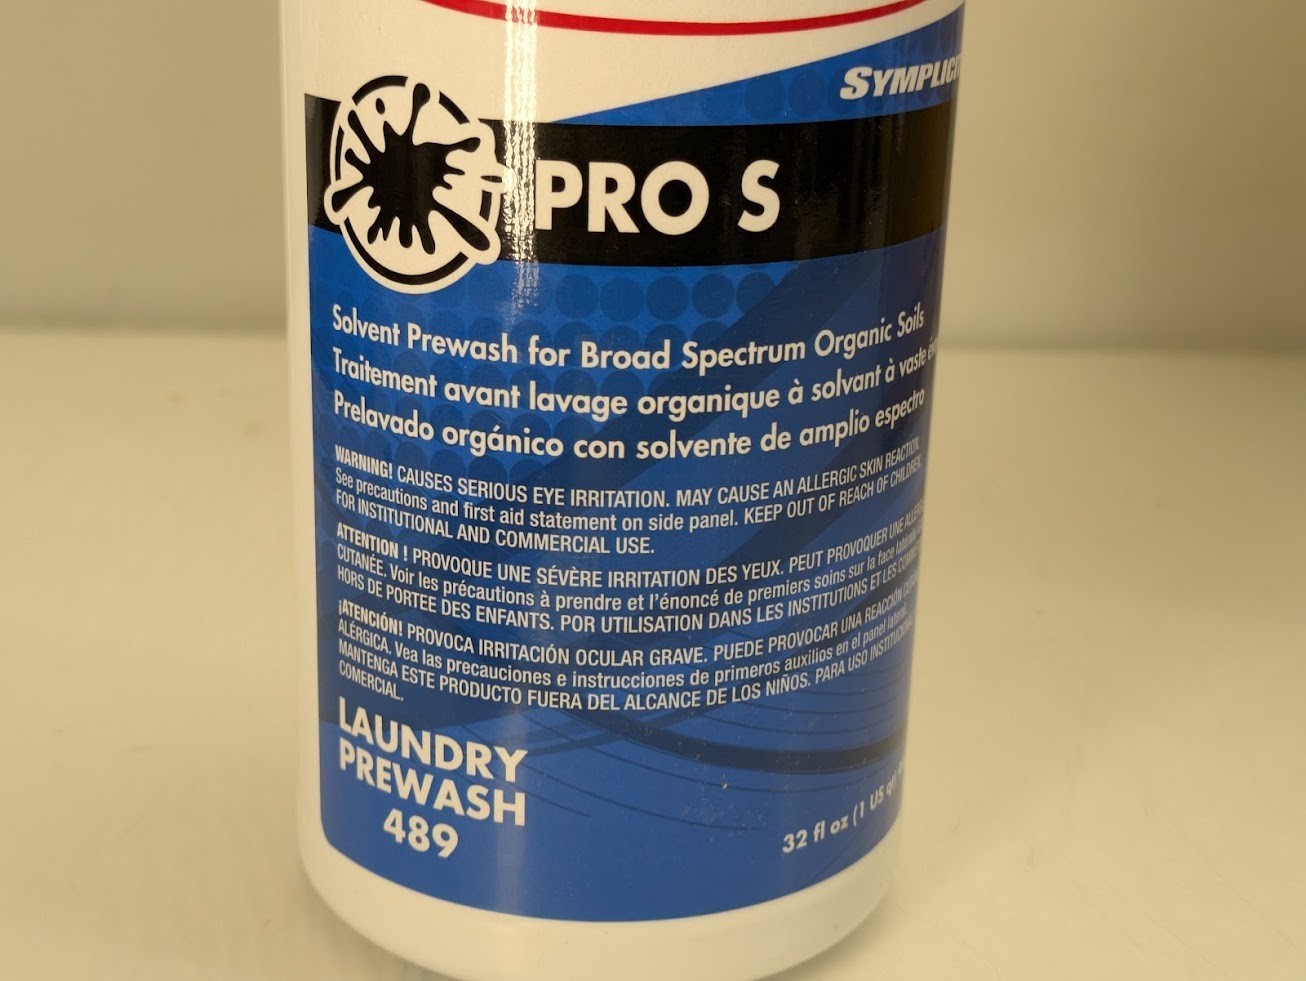 PRO S
Solvent Prewash for Broad Spectrum Organic Soils
Traitement avant lavage organique à solvant à vaste
Prelavado orgánico con solvente de amplio espectro
WARNING! CAUSES SERIOUS EYE IRRITATION. MAY CAUSE AN ALLERGIC SKIN REACTION.
See precautions and first aid statement on side panel. KEEP OUT OF REACH OF CHILDREN.
FOR INSTITUTIONAL AND COMMERCIAL USE.
ATTENTION ! PROVOQUE UNE SÉVÈRE IRRITATION DES YEUX. PEUT PROVOQUER UNE
CUTANÉE. Voir les précautions à prendre et l'énoncé de premiers soins sur la face
HORS DE PORTEE DES ENFANTS. POR UTILISATION DANS LES INSTITUTIONS ET LES
¡ATENCIÓN! PROVOCA IRRITACIÓN OCULAR GRAVE. PUEDE PROVOCAR UNA REACCIÓN
ALÉRGICA. Vea las precauciones e instrucciones de primeros auxilios en el panel lateral.
MANTENGA ESTE PRODUCTO FUERA DEL ALCANCE DE LOS NIÑOS. PARA USO
COMERCIAL.
LAUNDRY
PREWASH
489
32 fl oz (1 US